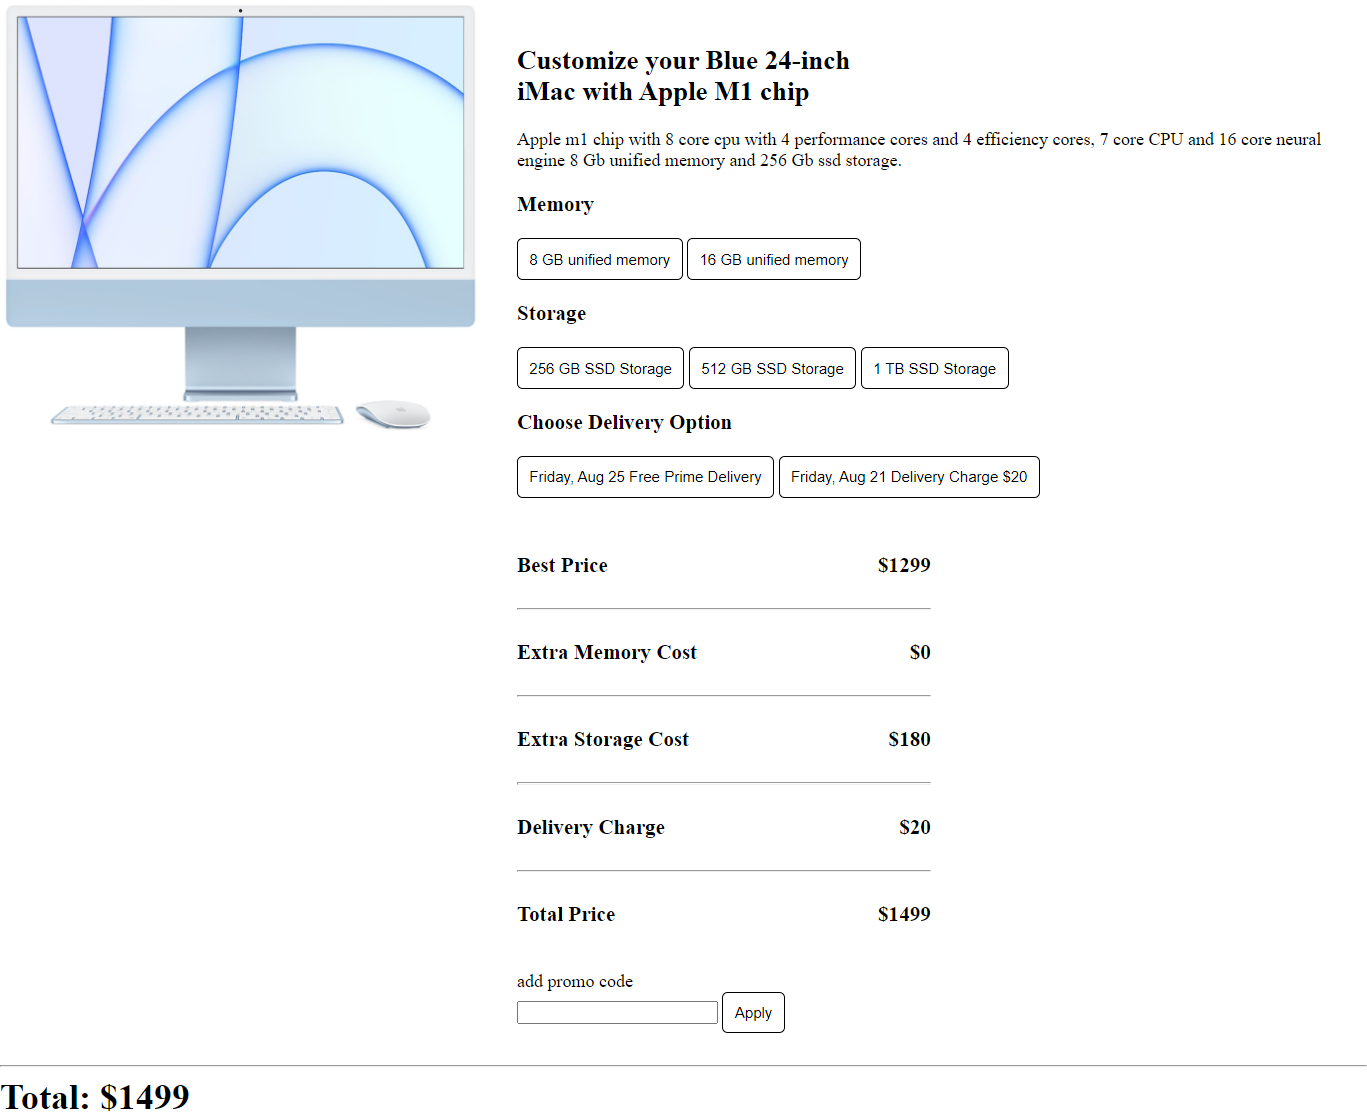 Customize your Blue 24-inch
iMac with Apple M1 chip
Apple m1 chip with 8 core cpu with 4 performance cores and 4 efficiency cores, 7 core CPU and 16 core neural
engine 8 Gb unified memory and 256 Gb ssd storage.
Memory
8 GB unified memory 16 GB unified memory
Storage
256 GB SSD Storage 512 GB SSD Storage 1 TB SSD Storage
Choose Delivery Option
Friday, Aug 25 Free Prime Delivery Friday, Aug 21 Delivery Charge $20
Best Price $1299
Extra Memory Cost $0
Extra Storage Cost $180
Delivery Charge $20
Total Price $1499
add promo code
Apply
Total: $1499